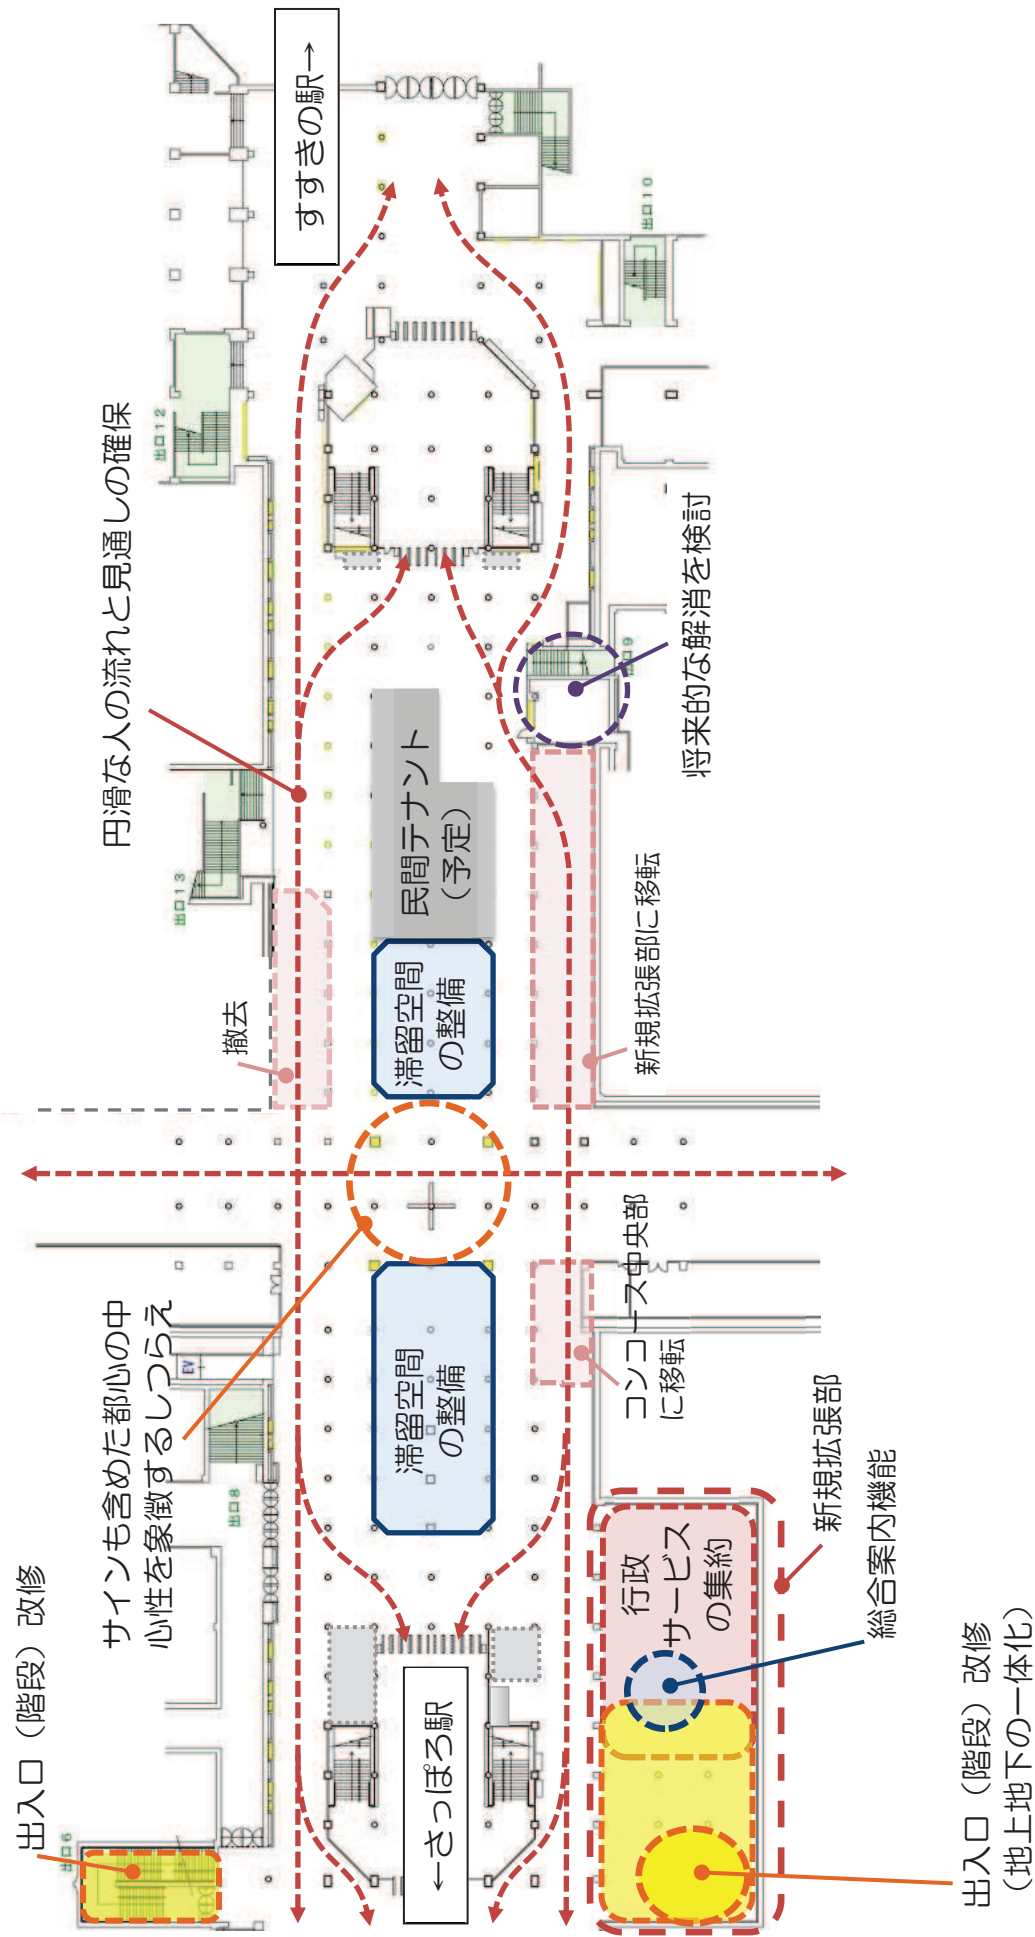 出入口（階段）改修
サインも含めた都心の中
心性を象徴するしつらえ
円滑な人の流れと見通しの確保
出口6
出口8
EV
撤去
出口13
出口12
←さっぽろ駅
滞留空間
の整備
滞留空間
の整備
民間テナント
（予定）
すすきの駅→
行政
サービス
の集約
コンコース中央部
に移転
新規拡張部に移転
出口9
将来的な解消を検討
出口10
新規拡張部
総合案内機能
出入口（階段）改修
（地上地下の一体化）